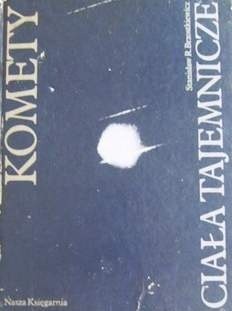 KOMETY
Stanisław R. Brzostkiewicz
CIAŁA TAJEMNICZE
Nasza Księgarnia